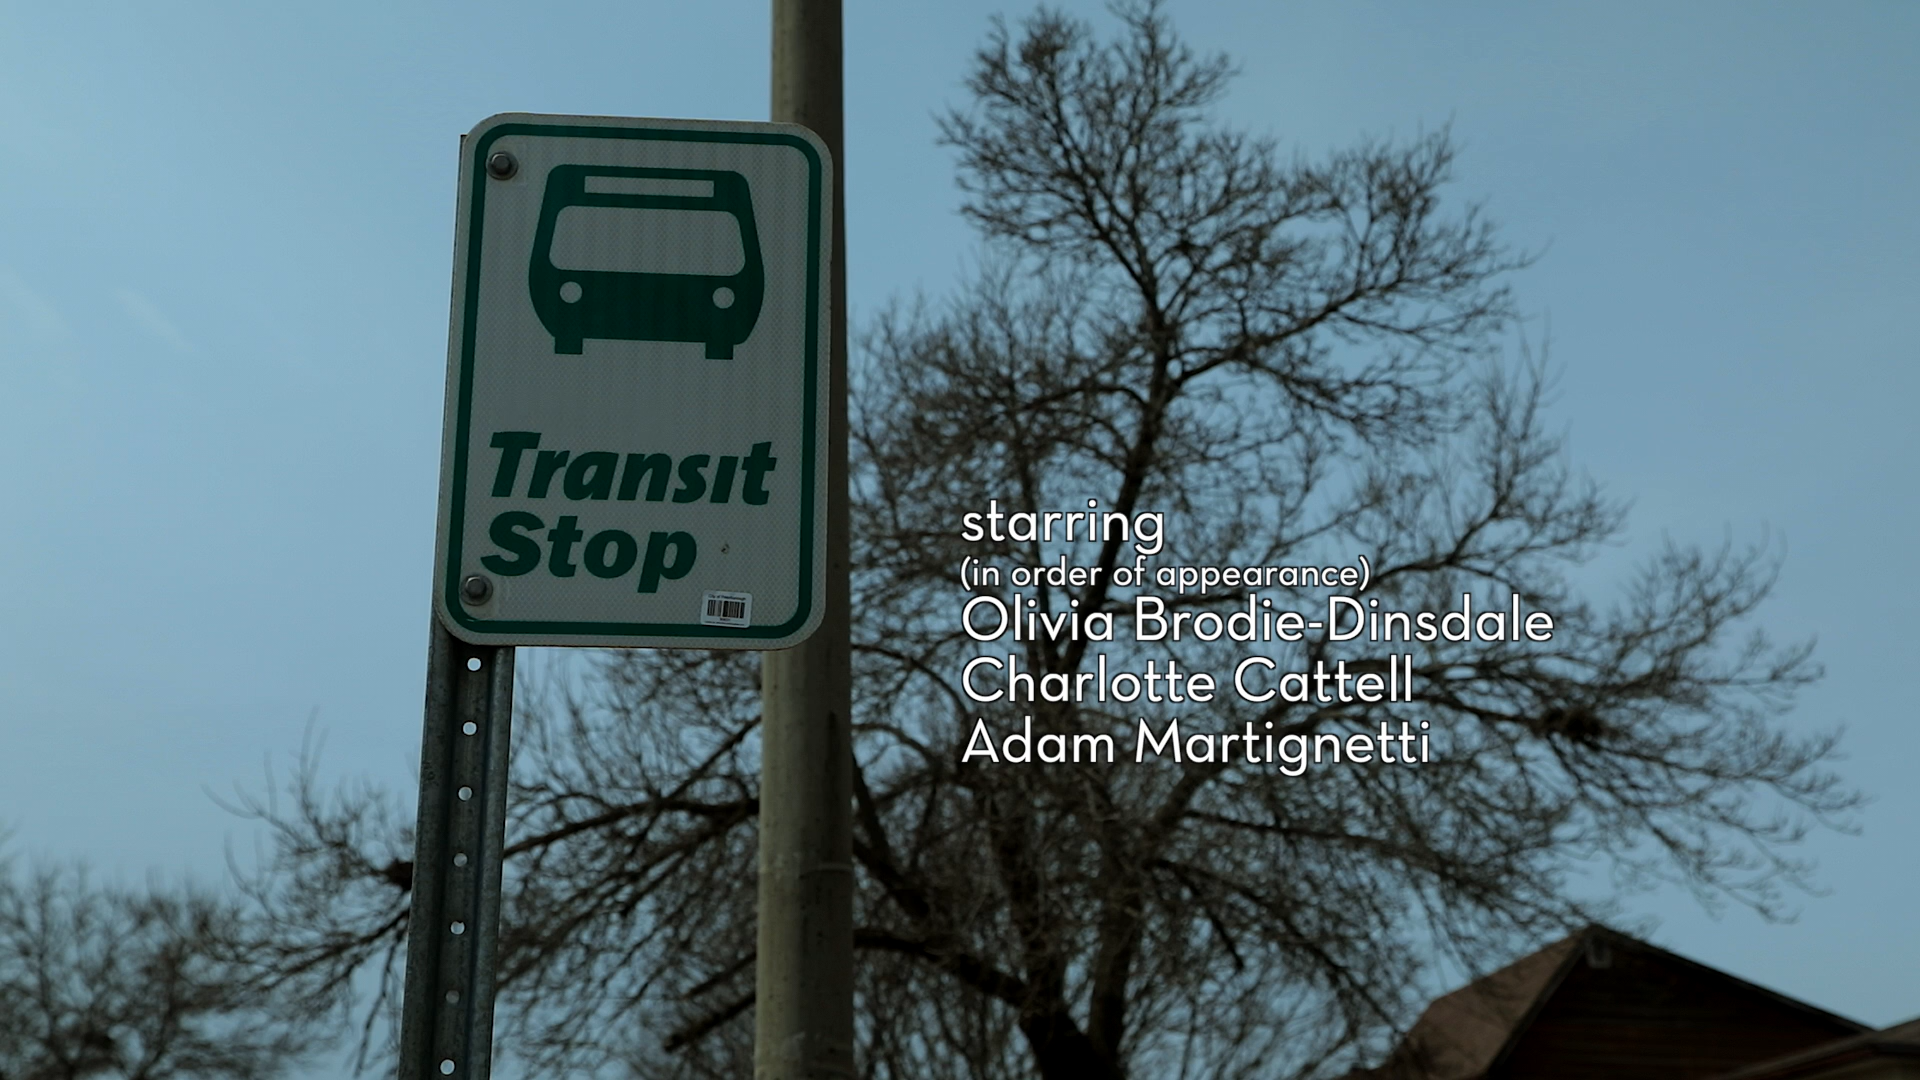 Transit
Stop
starring
(in order of appearance)
Olivia Brodie-Dinsdale
Charlotte Cattell
Adam Martignetti